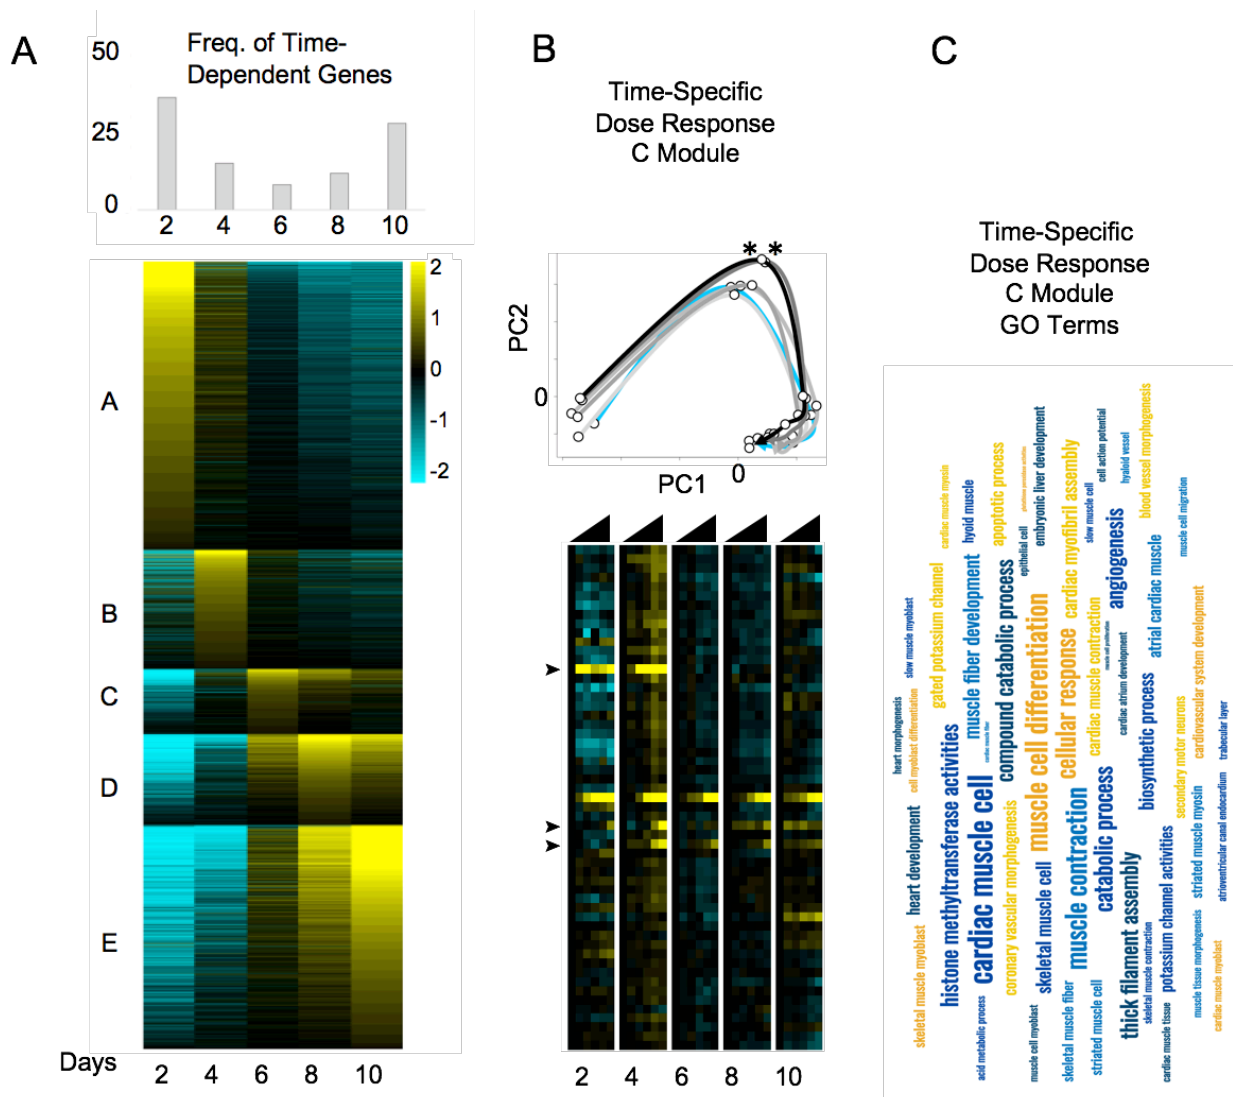 A
50
25
0
Freq. of Time-
Dependent Genes
2 4 6 8 10
2
1
0
-1
-2
A
B
C
D
E
Days
2 4 6 8 10
B
Time-Specific
Dose Response
C Module
* *
PC2
0
0
PC1
2 4 6 8 10
C
Time-Specific
Dose Response
C Module
GO Terms
heart morphogenesis
slow muscle myoblast
cell myoblast differentiation
heart development
skeletal muscle myoblast
cardiac muscle myosin
gated potassium channel
histone methyltransferase activities
hyoid muscle
muscle fiber development
cardiac muscle cell
acid metabolic process
apoptotic process
compound catabolic process
coronary vascular morphogenesis
epithelial cell
embryonic liver development
muscle cell differentiation
skeletal muscle cell
muscle cell myoblast
cardiac myofibril assembly
cellular response
muscle contraction
skeletal muscle fiber
slow muscle cell
cardiac muscle contraction
catabolic process
striated muscle cell
cell action potential
angiogenesis
muscle cell proliferation
hyaloid vessel
cardiac atrium development
thick filament assembly
blood vessel morphogenesis
atrial cardiac muscle
biosynthetic process
skeletal muscle contraction
potassium channel activities
cardiac muscle tissue
muscle cell migration
secondary motor neurons
cardiovascular system development
striated muscle myosin
muscle tissue morphogenesis
trabecular layer
atrioventricular canal endocardium
cardiac muscle myoblast